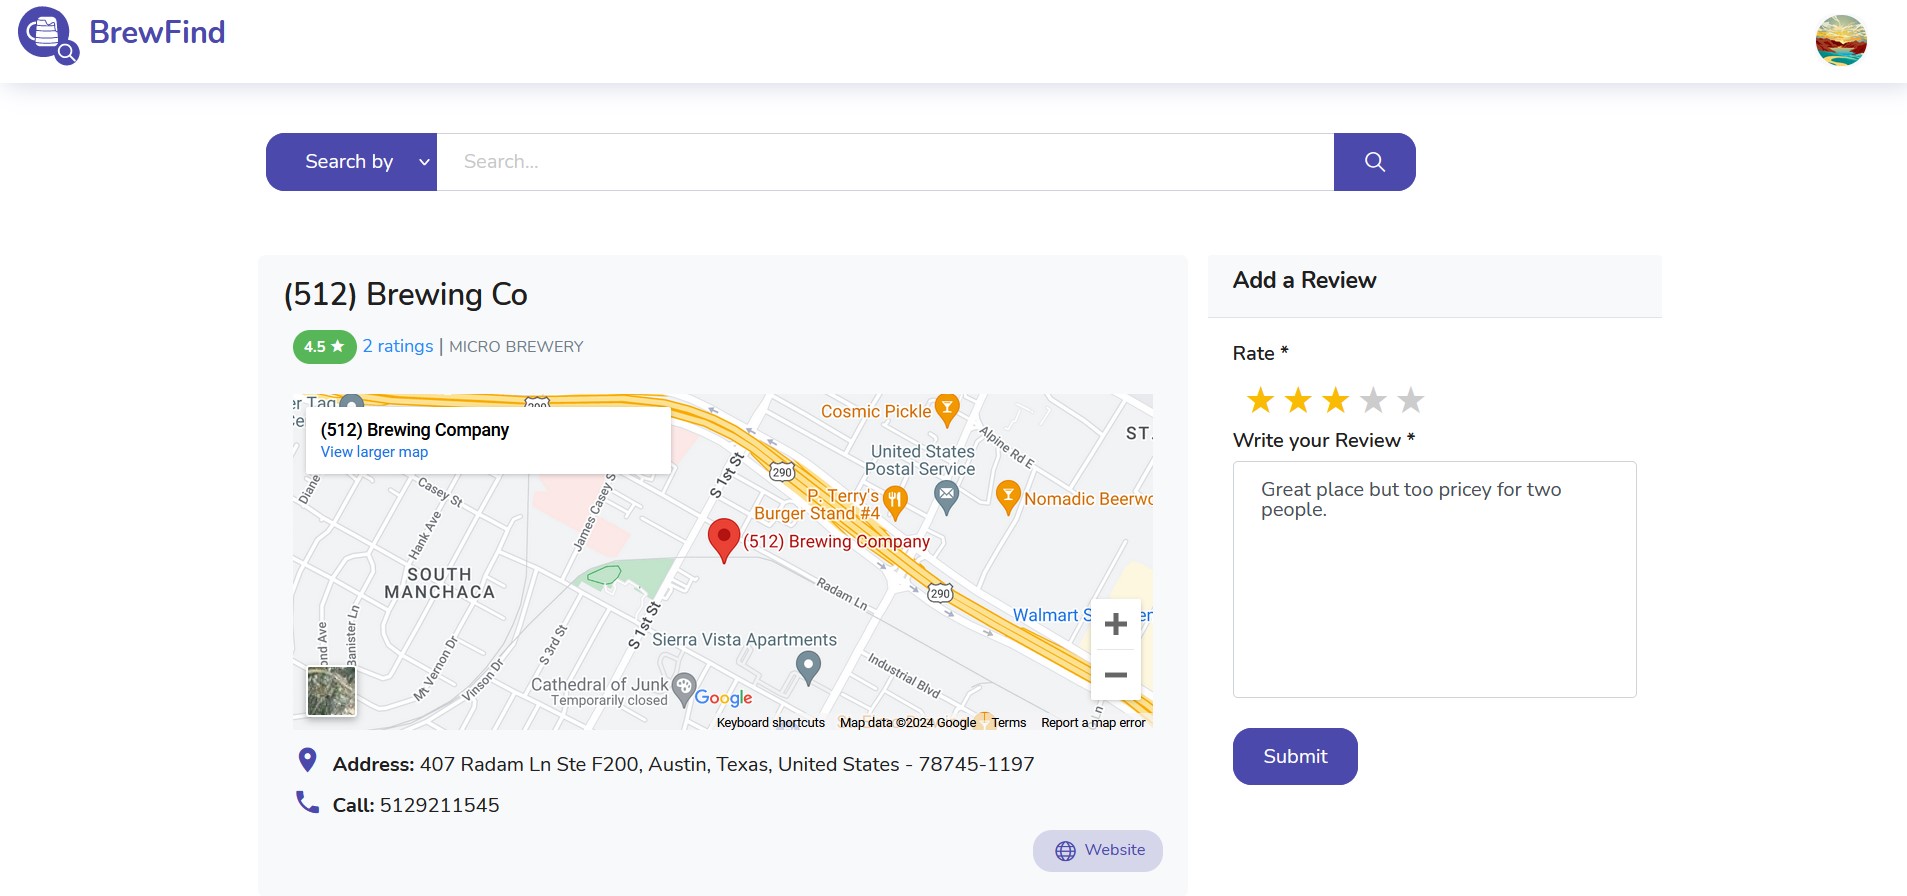 BrewFind
Search by
Search...
(512) Brewing Co
4.5 ★ 2 ratings | MICRO BREWERY
(512) Brewing Company
View larger map
290
Cosmic Pickle
Alpine Rd E
ST.
United States
Postal Service
S 1st St
290
P. Terry's
Burger Stand #4
Nomadic Beerwo
Diane
Casey St
James Casey S
Hank Ave
(512) Brewing Company
SOUTH
MANCHACA
Radam Ln
290
Walmart S
er
S 1st St
Banister Ln
ond Ave
S 3rd St
Sierra Vista Apartments
Mt Vernon Dr
Vinson Dr
Industrial Blvd
Cathedral of Junk
Temporarily closed
Google
Ln
Keyboard shortcuts
Map data ©2024 Google
Terms
Report a map error
Address: 407 Radam Ln Ste F200, Austin, Texas, United States - 78745-1197
Call: 5129211545
Website
Add a Review
Rate *
Write your Review *
Great place but too pricey for two
people.
Submit